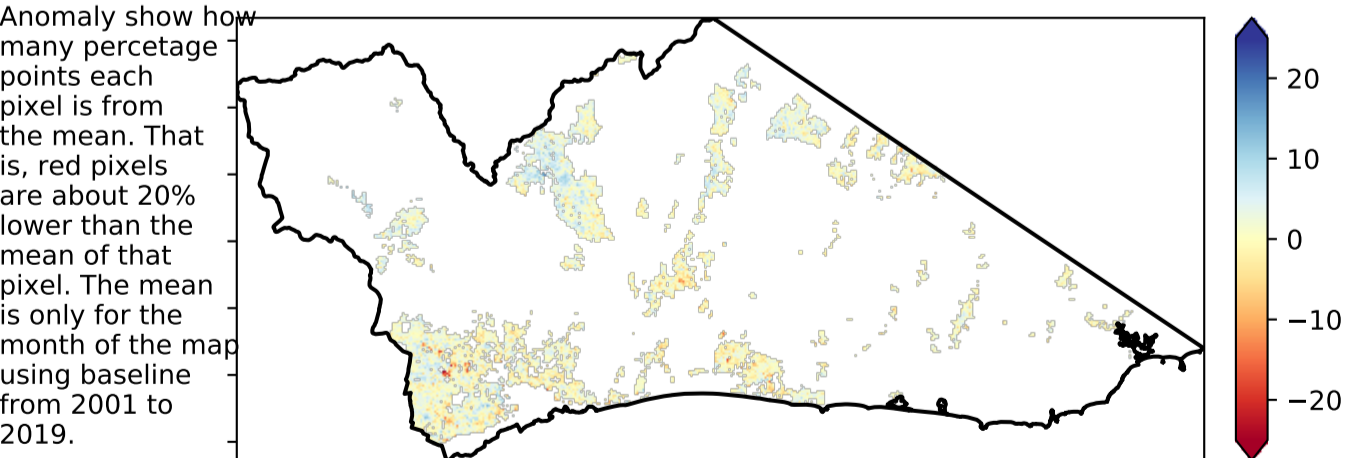 Anomaly show how
many percetage
points each
pixel is from
the mean. That
is, red pixels
are about 20%
lower than the
mean of that
pixel. The mean
is only for the
month of the map
using baseline
from 2001 to
2019.
20
10
0
−10
−20